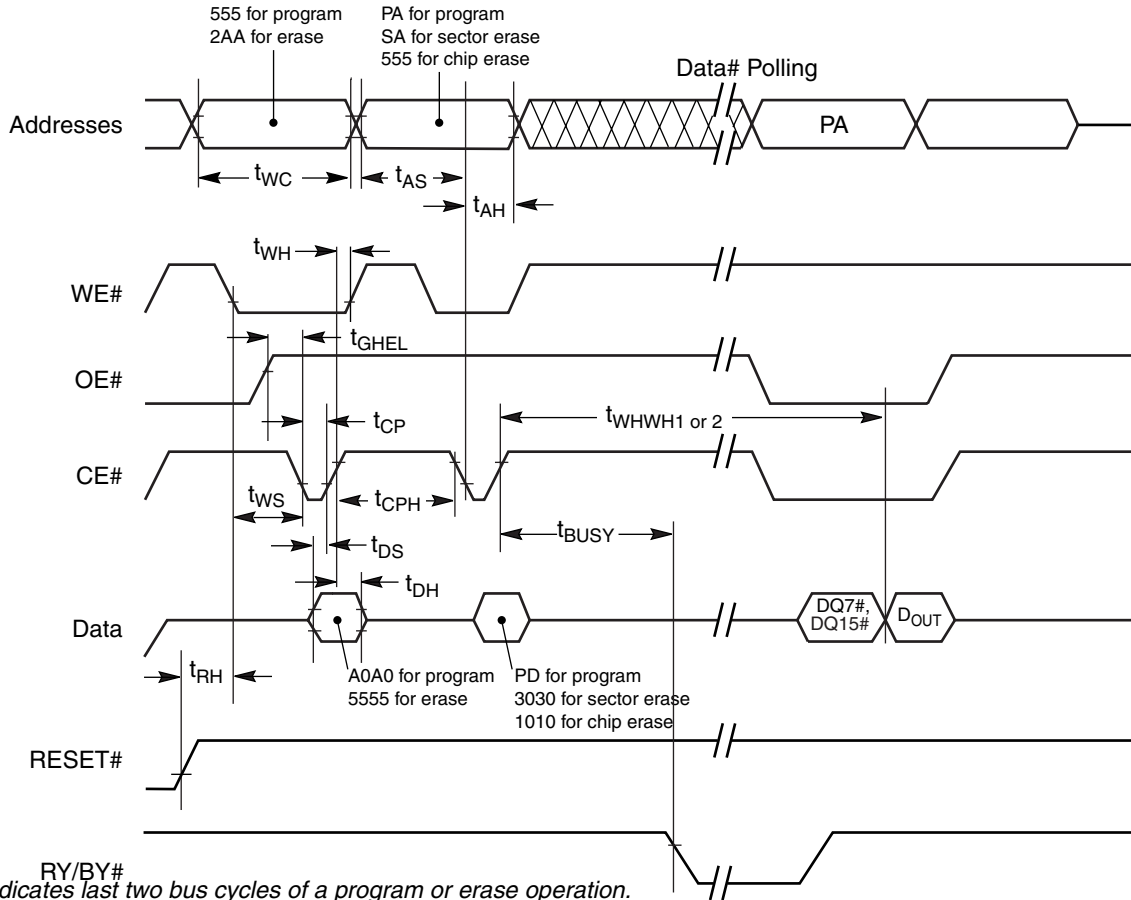 555 for program
2AA for erase
PA for program
SA for sector erase
555 for chip erase
Data# Polling
Addresses
PA
tWC
tAS
tAH
tWH
WE#
tGHEL
OE#
tWHWH1 or 2
tCP
CE#
tWS
tCPH
tBUSY
tDS
tDH
Data
DQ7#,
DQ15#
DOUT
tRH
A0A0 for program
5555 for erase
PD for program
3030 for sector erase
1010 for chip erase
RESET#
RY/BY#
dicates last two bus cycles of a program or erase operation.